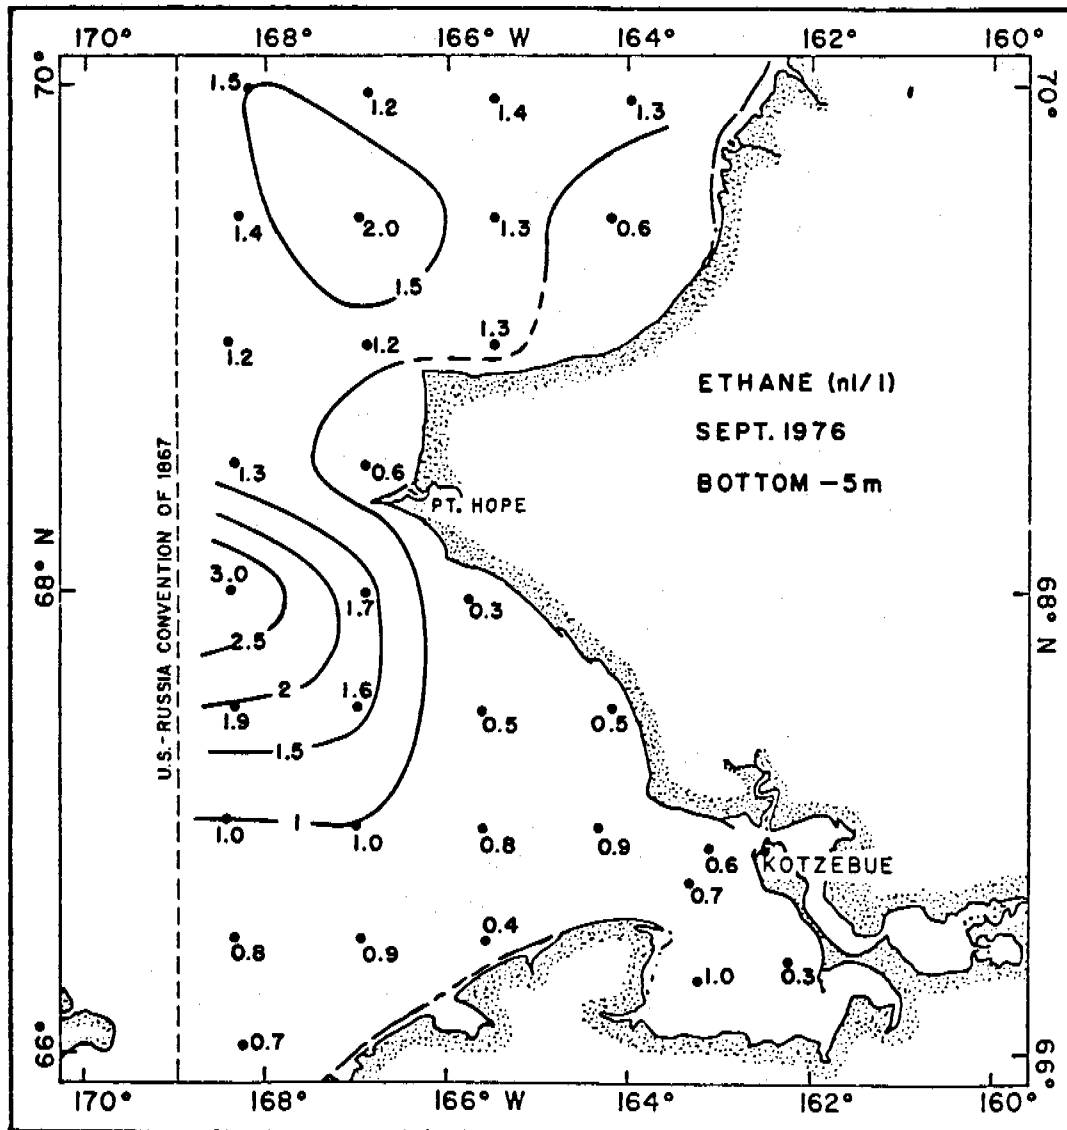 170° 168° 166° W 164° 162° 160°
70° 70°
1.5 1.2 1.4 1.3
1.4 2.0 1.3 0.6
1.5
1.2 1.2 1.3
ETHANE (nl/l)
SEPT. 1976
BOTTOM – 5m
U.S.-RUSSIA CONVENTION OF 1867
1.3 0.6
PT. HOPE
68° N 68° N
3.0 1.7 0.3
2.5
2
1.9 1.6 0.5 0.5
1.5
1.0 1 1.0 0.8 0.9 0.6
KOTZEBUE
0.7
0.8 0.9 0.4
1.0 0.3
66° 66°
0.7
170° 168° 166° W 164° 162° 160°